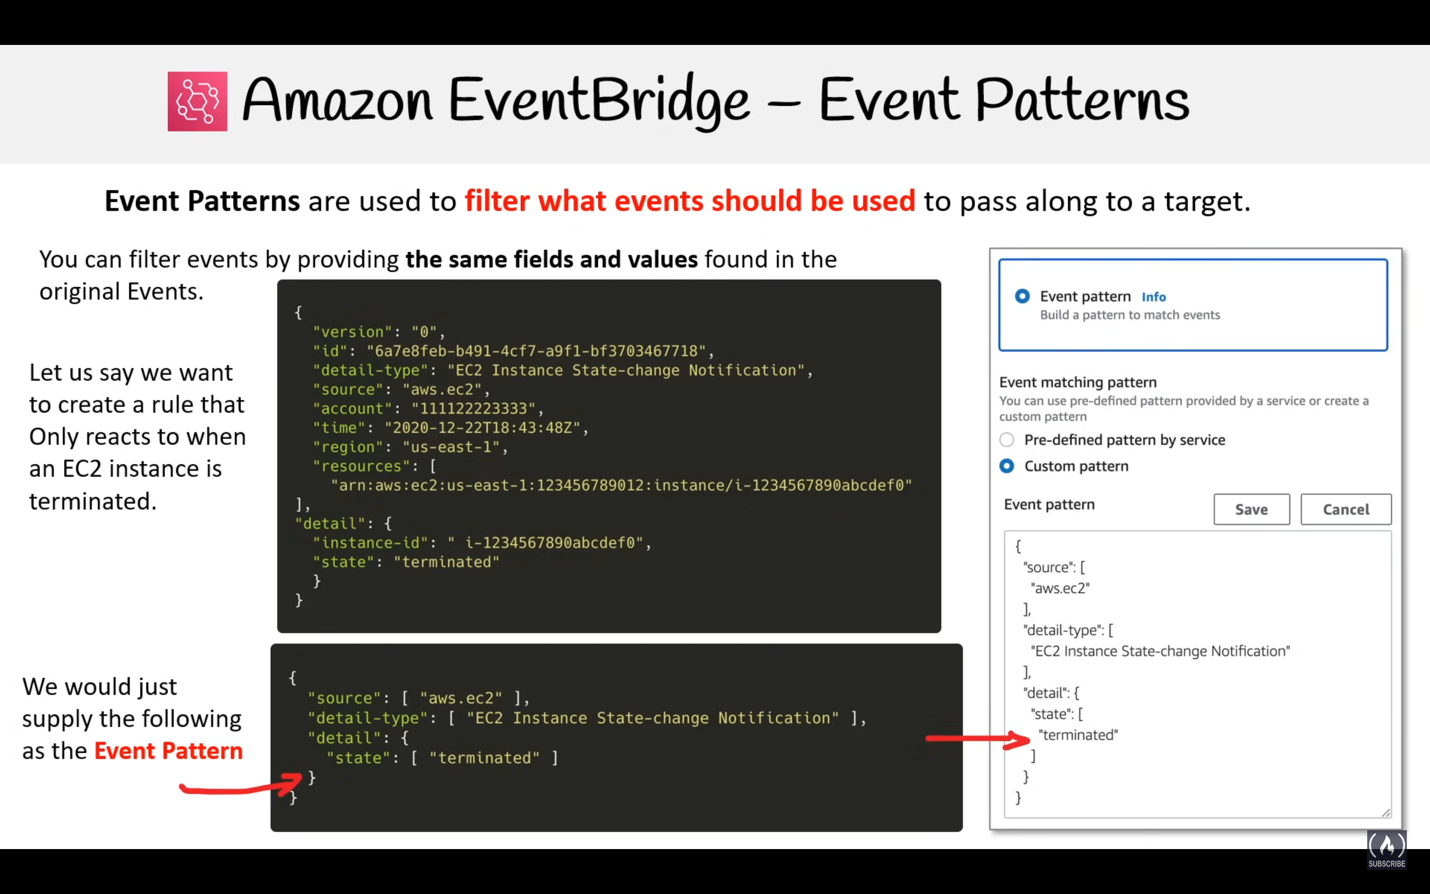 Amazon EventBridge – Event Patterns
Event Patterns are used to filter what events should be used to pass along to a target.
You can filter events by providing the same fields and values found in the
original Events.
{
"version": "0",
"id": "6a7e8feb-b491-4cf7-a9f1-bf3703467718",
"detail-type": "EC2 Instance State-change Notification",
"source": "aws.ec2",
"account": "111122223333",
"time": "2020-12-22T18:43:48Z",
"region": "us-east-1",
"resources": [
"arn:aws:ec2:us-east-1:123456789012:instance/i-1234567890abcdef0"
],
"detail": {
"instance-id": " i-1234567890abcdef0",
"state": "terminated"
}
}
Let us say we want
to create a rule that
Only reacts to when
an EC2 instance is
terminated.
We would just
supply the following
as the Event Pattern
{
"source": [ "aws.ec2" ],
"detail-type": [ "EC2 Instance State-change Notification" ],
"detail": {
"state": [ "terminated" ]
}
}
Event pattern Info
Build a pattern to match events
Event matching pattern
You can use pre-defined pattern provided by a service or create a
custom pattern
Pre-defined pattern by service
Custom pattern
Event pattern Save Cancel
{
"source": [
"aws.ec2"
],
"detail-type": [
"EC2 Instance State-change Notification"
],
"detail": {
"state": [
"terminated"
]
}
}
SUBSCRIBE